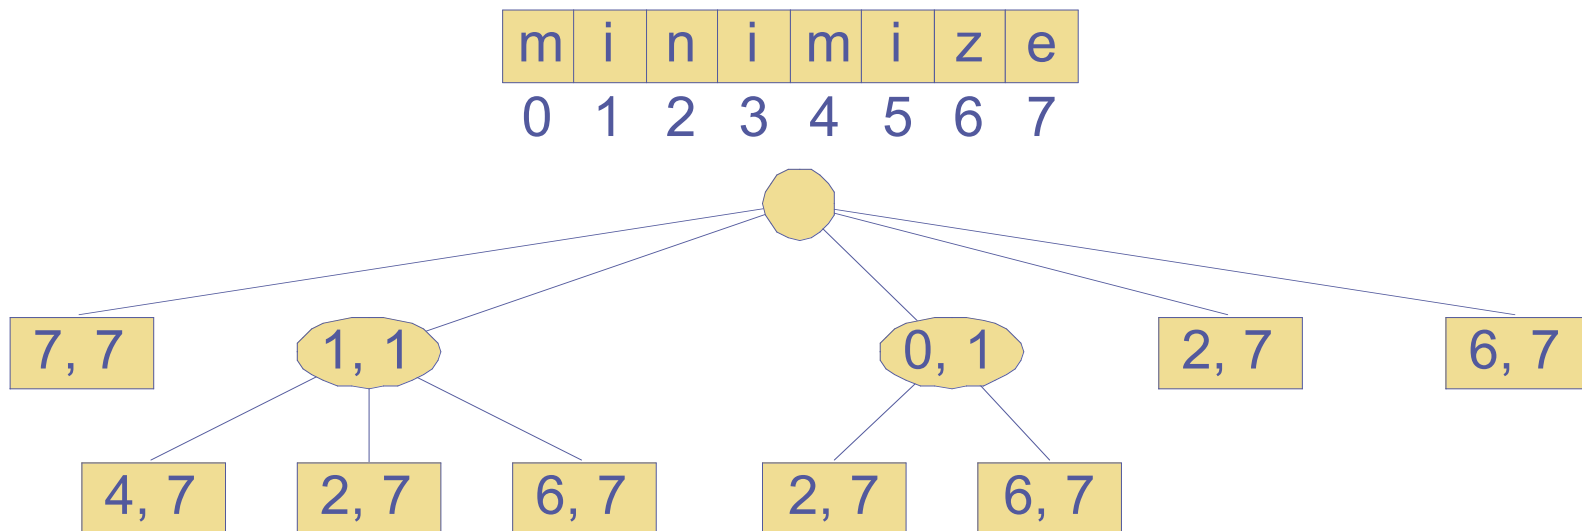 m i n i m i z e
0 1 2 3 4 5 6 7
7, 7 1, 1 0, 1 2, 7 6, 7
4, 7 2, 7 6, 7 2, 7 6, 7